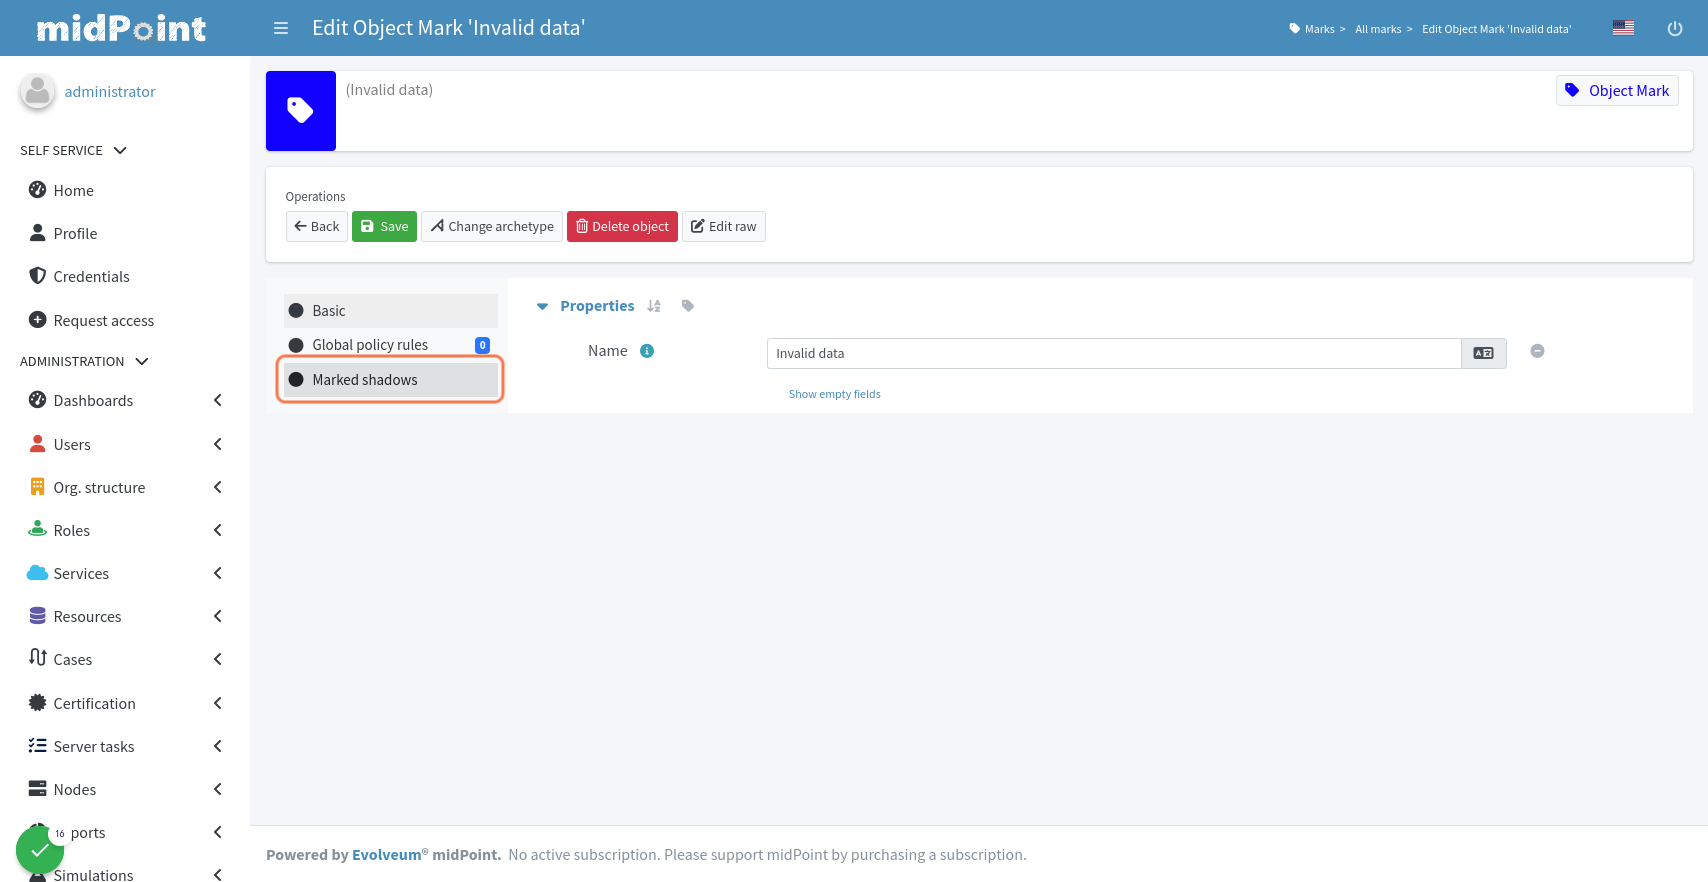 midPoint
Edit Object Mark 'Invalid data'
Marks > All marks > Edit Object Mark 'Invalid data'
administrator
SELF SERVICE
Home
Profile
Credentials
Request access
ADMINISTRATION
Dashboards
Users
Org. structure
Roles
Services
Resources
Cases
Certification
Server tasks
Nodes
16 ports
Simulations
(Invalid data)
Object Mark
Operations
Back Save Change archetype Delete object Edit raw
Basic
Global policy rules 0
Marked shadows
Properties
Name Invalid data
Show empty fields
Powered by Evolveum® midPoint. No active subscription. Please support midPoint by purchasing a subscription.